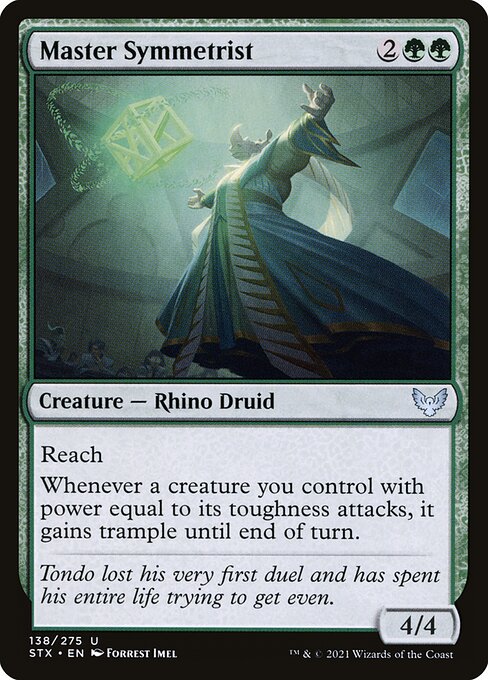 Master Symmetrist 2
Creature — Rhino Druid
Reach
Whenever a creature you control with
power equal to its toughness attacks, it
gains trample until end of turn.
Tondo lost his very first duel and has spent
his entire life trying to get even.
4/4
138/275 U
STX • EN Forrest Imel
™ & © 2021 Wizards of the Coast